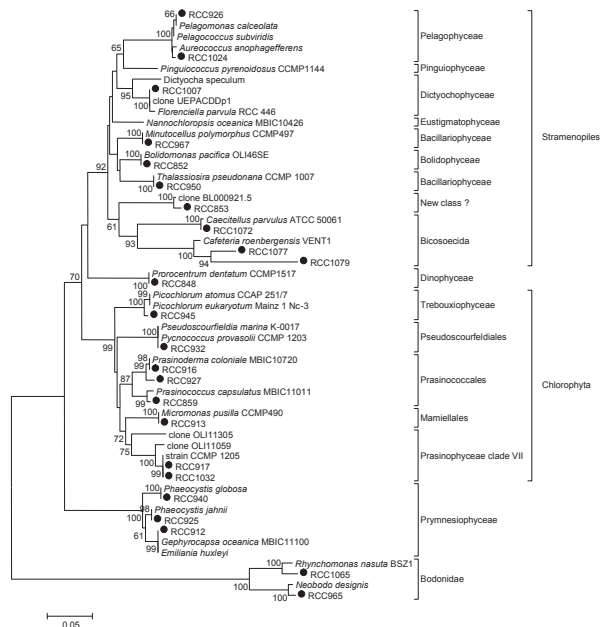 66 RCC926
Pelagomonas calceolata
100 Pelagococcus subviridis
Pelagophyceae
Aureococcus anophagefferens
65
RCC1024
Pinguiococcus pyrenoidosus CCMP1144
Pinguiophyceae
Dictyocha speculum
95 RCC1007
Dictyochophyceae
clone UEPACDDp1
100 Florenciella parvula RCC 446
Nannochloropsis oceanica MBIC10426
Eustigmatophyceae
Stramenopiles
Minutocellus polymorphus CCMP497
Bacillariophyceae
100 RCC967
Bolidomonas pacifica OLI46SE
Bolidophyceae
92
100 RCC852
Thalassiosira pseudonana CCMP 1007
Bacillariophyceae
100 RCC950
100 clone BL000921.5
New class ?
RCC853
61
Caecitellus parvulus ATCC 50061
100
RCC1072
93
Cafeteria roenbergensis VENT1
Bicosoecida
100
RCC1077
94 RCC1079
70
Porocentrum dentatum CCMP1517
Dinophyceae
100 RCC848
99 Picochlorum atomus CCAP 251/7
Picochlorum eukaryotum Mainz 1 Nc-3
Trebouxiophyceae
100 RCC945
99
Pseudoscourfieldia marina K-0017
Pycnococcus provasolii CCMP 1203
Pseudoscourfeldiales
100 RCC932
98 Prasinoderma coloniale MBIC10720
99 RCC916
RCC927
Prasinococcales
87
Chlorophyta
Prasinococcus capsulatus MBIC11011
99 RCC859
Micromonas pusilla CCMP490
Mamiellales
100 RCC913
72
clone OLI11305
75
clone OLI11059
strain CCMP 1205
Prasinophyceae clade VII
100
RCC917
99 RCC1032
Phaeocystis globosa
100
RCC940
98 Phaeocystis jahnii
100 RCC925
Prymnesiophyceae
RCC912
61
Gephyrocapsa oceanica MBIC11100
99 Emiliania huxleyi
Rhynchomonas nasuta BSZ1
100
RCC1065
Bodonidae
Neobodo designis
100
100 RCC965
0.05